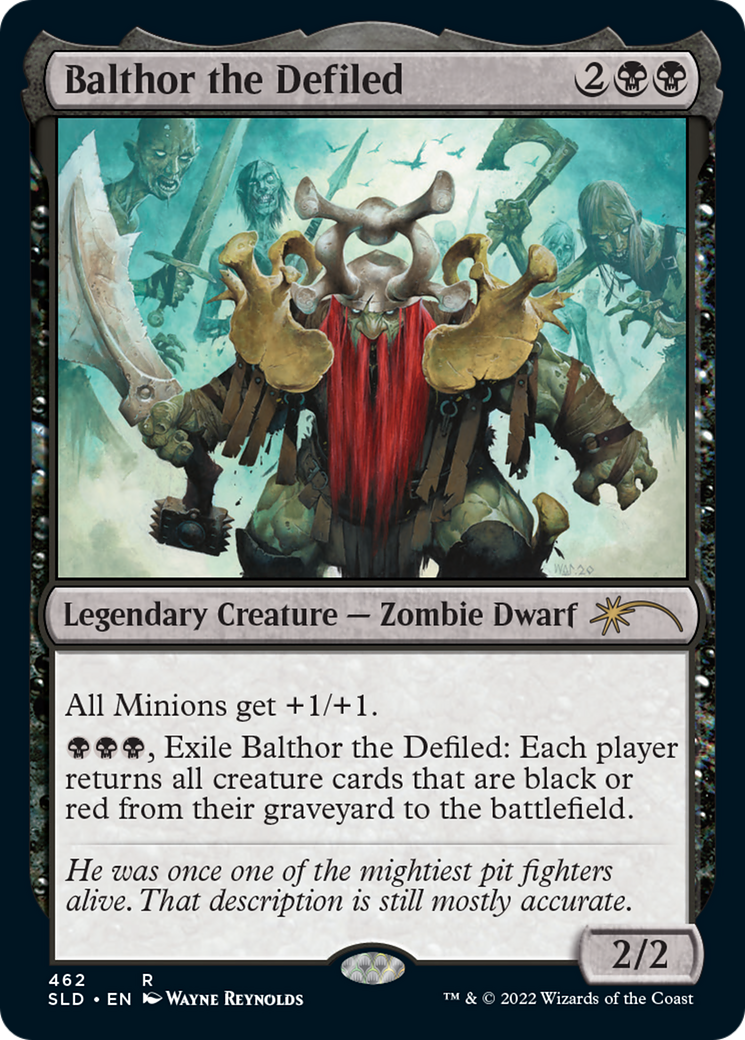 Balthor the Defiled 2
WAR.20
Legendary Creature — Zombie Dwarf
All Minions get +1/+1.
, Exile Balthor the Defiled: Each player
returns all creature cards that are black or
red from their graveyard to the battlefield.
He was once one of the mightiest pit fighters
alive. That description is still mostly accurate.
2/2
462 R
SLD • EN Wayne Reynolds
™ & © 2022 Wizards of the Coast